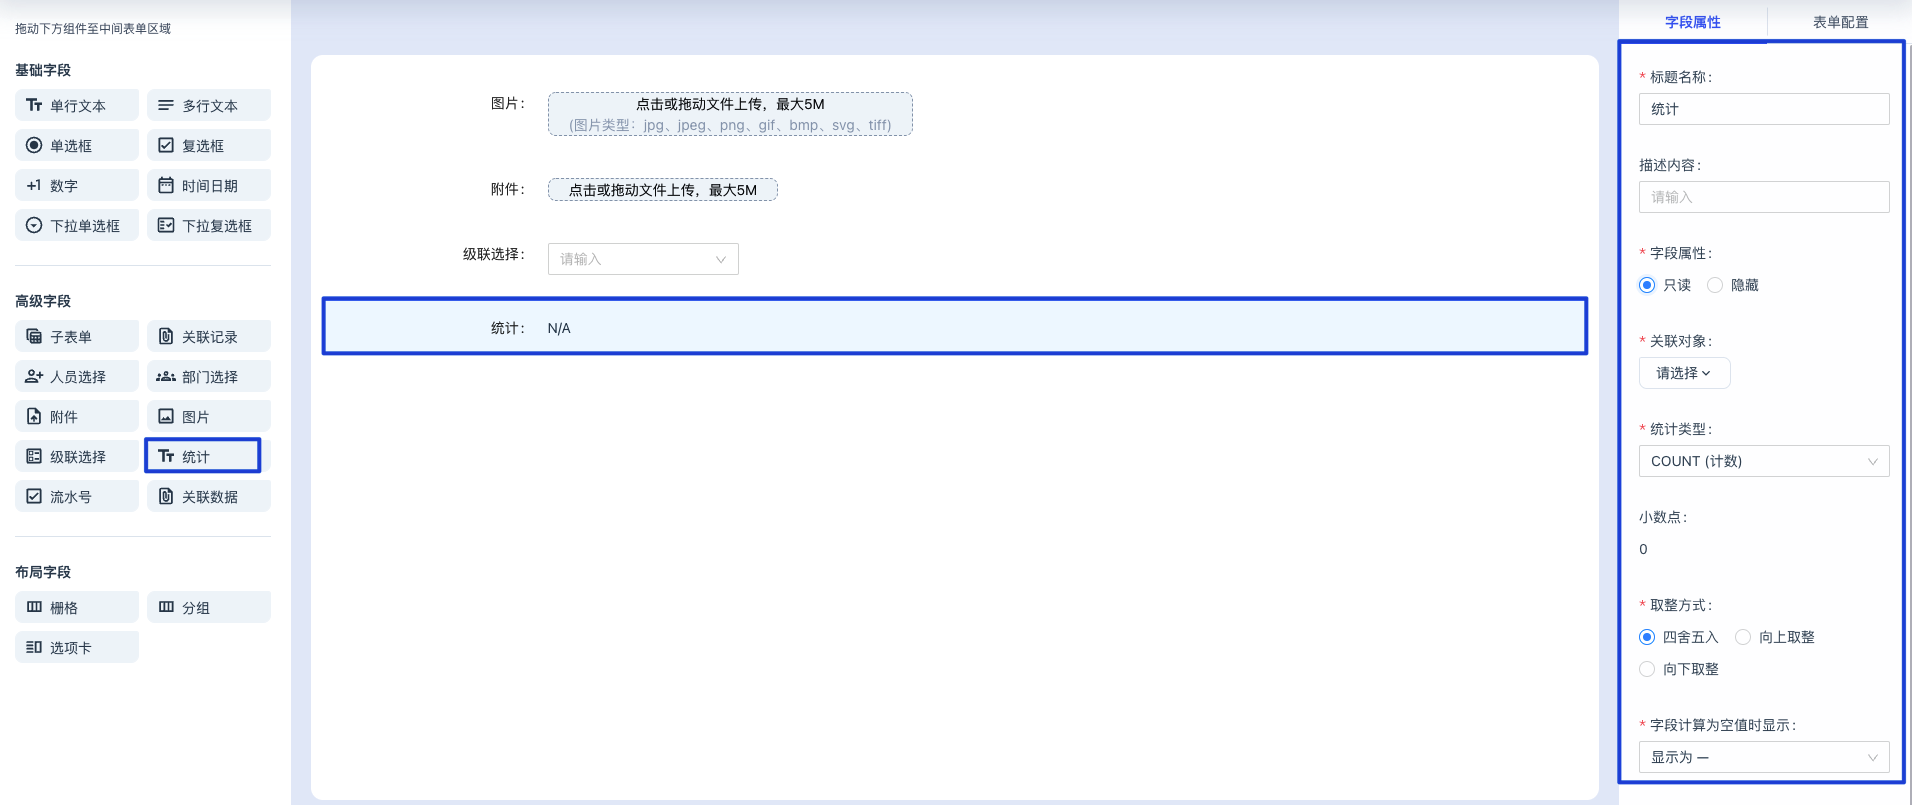 拖动下方组件至中间表单区域
基础字段
单行文本
多行文本
单选框
复选框
+1 数字
时间日期
下拉单选框
下拉复选框
高级字段
子表单
关联记录
人员选择
部门选择
附件
图片
级联选择
Tт 统计
流水号
关联数据
布局字段
栅格
分组
选项卡
图片：
点击或拖动文件上传，最大5M
(图片类型：jpg、jpeg、png、gif、bmp、svg、tiff)
附件：
点击或拖动文件上传，最大5M
级联选择：
请输入
统计：
N/A
字段属性
表单配置
* 标题名称：
统计
描述内容：
请输入
* 字段属性：
只读
隐藏
* 关联对象：
请选择
* 统计类型：
COUNT (计数)
小数点：
0
* 取整方式：
四舍五入
向上取整
向下取整
* 字段计算为空值时显示：
显示为 —